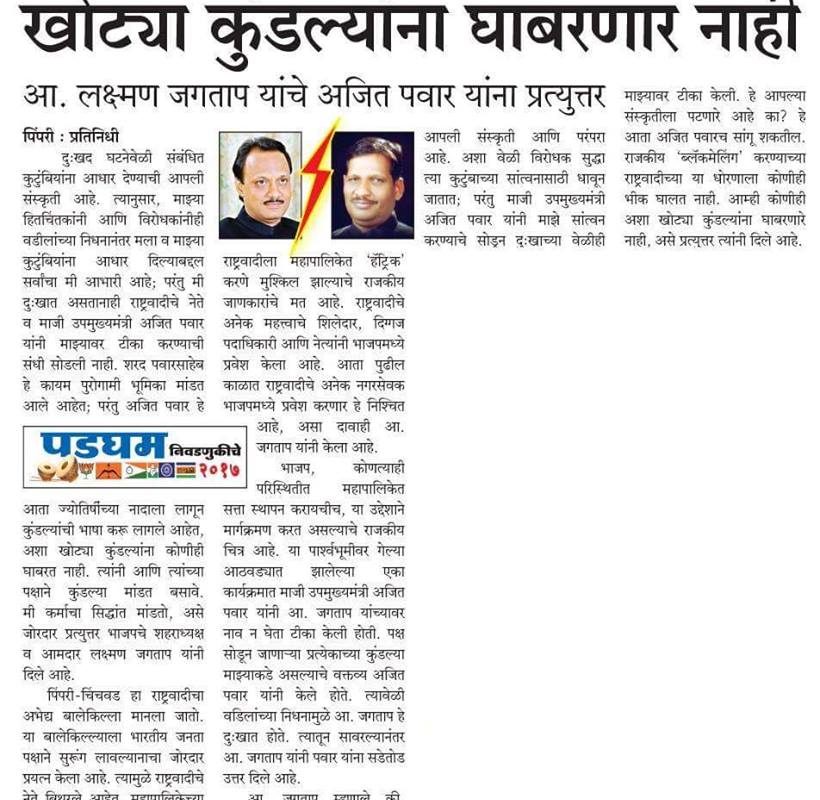 खोट्या कुंडल्यांना घाबरणार नाही
आ. लक्ष्मण जगताप यांचे अजित पवार यांना प्रत्युत्तर
पिंपरी : प्रतिनिधी
दुःखद घटनेवेळी संबंधित
कुटुंबियांना आधार देण्याची आपली
संस्कृती आहे. त्यानुसार, माझ्या
हितचिंतकांनी आणि विरोधकांनीही
वडीलांच्या निधनानंतर मला व माझ्या
कुटुंबियांना आधार दिल्याबद्दल
सर्वांचा मी आभारी आहे; परंतु मी
दुःखात असतानाही राष्ट्रवादीचे नेते
व माजी उपमुख्यमंत्री अजित पवार
यांनी माझ्यावर टीका करण्याची
संधी सोडली नाही. शरद पवारसाहेब
हे कायम पुरोगामी भूमिका मांडत
आले आहेत; परंतु अजित पवार हे
पडघम निवडणुकीचे
२०१७
आता ज्योतिषींच्या नादाला लागून
कुंडल्यांची भाषा करू लागले आहेत,
अशा खोट्या कुंडल्यांना कोणीही
घाबरत नाही. त्यांनी आणि त्यांच्या
पक्षाने कुंडल्या मांडत बसावे.
मी कर्माचा सिद्धांत मांडतो, असे
जोरदार प्रत्युत्तर भाजपचे शहराध्यक्ष
व आमदार लक्ष्मण जगताप यांनी
दिले आहे.
पिंपरी-चिंचवड हा राष्ट्रवादीचा
अभेद्य बालेकिल्ला मानला जातो.
या बालेकिल्ल्याला भारतीय जनता
पक्षाने सुरूंग लावल्यानाचा जोरदार
प्रयत्न केला आहे. त्यामुळे राष्ट्रवादीचे
नेते बिथरले आहेत. महापालिकेच्या
राष्ट्रवादीला महापालिकेत ‘हॅट्रिक’
करणे मुश्किल झाल्याचे राजकीय
जाणकारांचे मत आहे. राष्ट्रवादीचे
अनेक महत्त्वाचे शिलेदार, दिग्गज
पदाधिकारी आणि नेत्यांनी भाजपमध्ये
प्रवेश केला आहे. आता पुढील
काळात राष्ट्रवादीचे अनेक नगरसेवक
भाजपमध्ये प्रवेश करणार हे निश्चित
आहे, असा दावाही आ.
जगताप यांनी केला आहे.
भाजप, कोणत्याही
परिस्थितीत महापालिकेत
सत्ता स्थापन करायचीच, या उद्देशाने
मार्गक्रमण करत असल्याचे राजकीय
चित्र आहे. या पार्श्वभूमीवर गेल्या
आठवड्यात झालेल्या एका
कार्यक्रमात माजी उपमुख्यमंत्री अजित
पवार यांनी आ. जगताप यांच्यावर
नाव न घेता टीका केली होती. पक्ष
सोडून जाणाऱ्या प्रत्येकाच्या कुंडल्या
माझ्याकडे असल्याचे वक्तव्य अजित
पवार यांनी केले होते. त्यावेळी
वडिलांच्या निधनामुळे आ. जगताप हे
दुःखात होते. त्यातून सावरल्यानंतर
आ. जगताप यांनी पवार यांना सडेतोड
उत्तर दिले आहे.
आ. जगताप म्हणाले की,
आपली संस्कृती आणि परंपरा
आहे. अशा वेळी विरोधक सुद्धा
त्या कुटुंबाच्या सांत्वनासाठी धावून
जातात; परंतु माजी उपमुख्यमंत्री
अजित पवार यांनी माझे सांत्वन
करण्याचे सोडून दुःखाच्या वेळीही
माझ्यावर टीका केली. हे आपल्या
संस्कृतीला पटणारे आहे का? हे
आता अजित पवारच सांगू शकतील.
राजकीय ‘ब्लॅकमेलिंग’ करण्याच्या
राष्ट्रवादीच्या या धोरणाला कोणीही
भीक घालत नाही. आम्ही कोणीही
अशा खोट्या कुंडल्यांना घाबरणारे
नाही, असे प्रत्युत्तर त्यांनी दिले आहे.